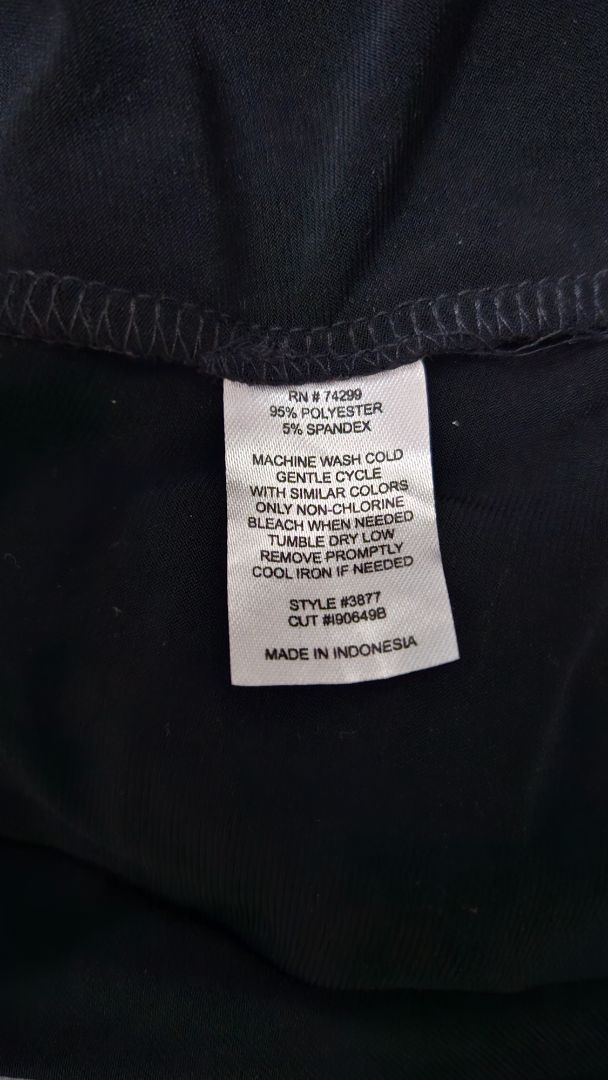 RN # 74299
95% POLYESTER
5% SPANDEX
MACHINE WASH COLD
GENTLE CYCLE
WITH SIMILAR COLORS
ONLY NON-CHLORINE
BLEACH WHEN NEEDED
TUMBLE DRY LOW
REMOVE PROMPTLY
COOL IRON IF NEEDED
STYLE #3877
CUT #I90649B
MADE IN INDONESIA